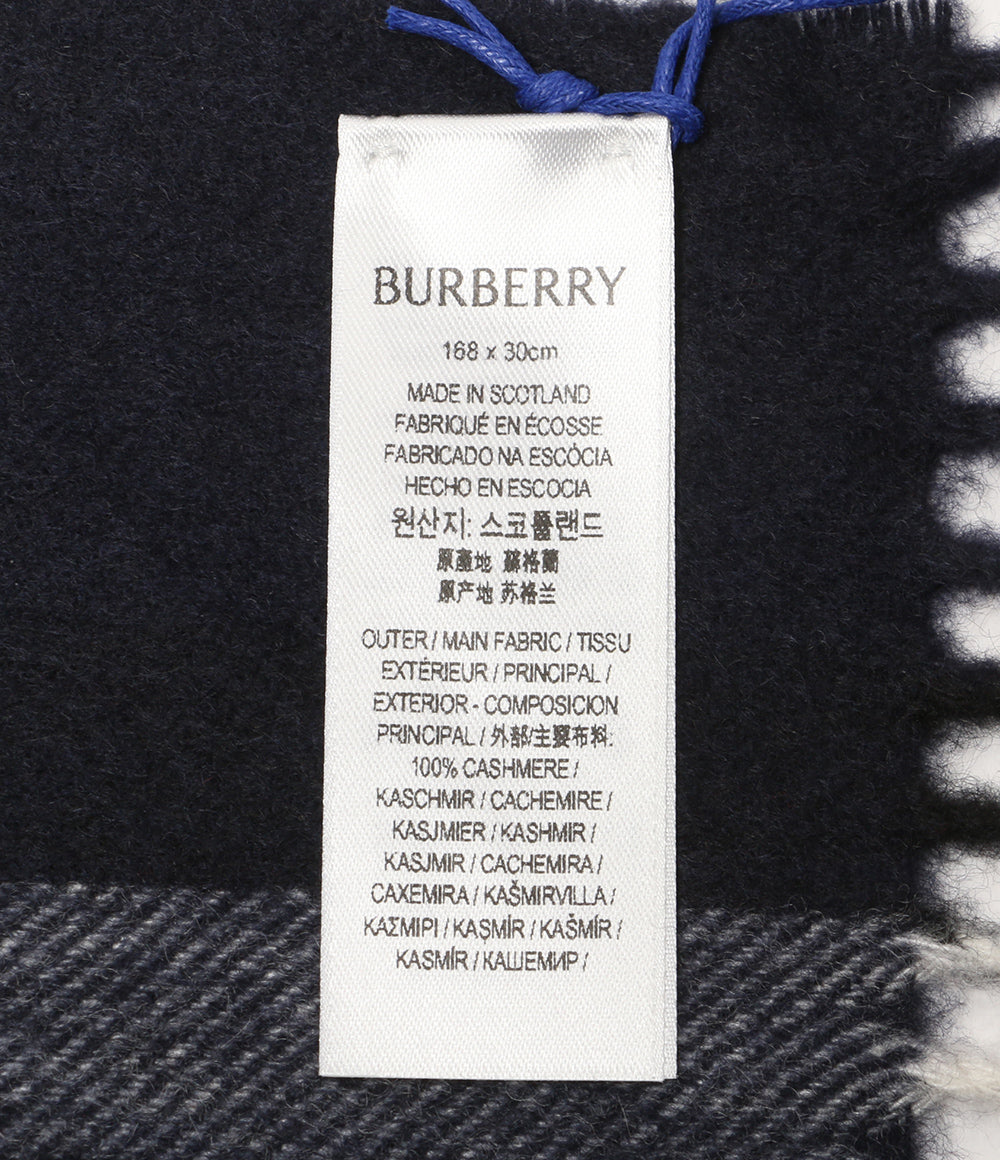 BURBERRY
168 x 30cm
MADE IN SCOTLAND
FABRIQUÉ EN ÉCOSSE
FABRICADO NA ESCÓCIA
HECHO EN ESCOCIA
원산지: 스코틀랜드
原產地 蘇格蘭
原产地 苏格兰
OUTER / MAIN FABRIC / TISSU
EXTÉRIEUR / PRINCIPAL /
EXTERIOR - COMPOSICION
PRINCIPAL / 外部/主要布料:
100% CASHMERE /
KASCHMIR / CACHEMIRE /
KASJMIER / KASHMIR /
KASJMIR / CACHEMIRA /
CAXEMIRA / KAŠMIRVILLA /
ΚΑΣΜΙΡΙ / KAŞMİR / KAŠMÍR /
KASMÍR / КАШЕМИР /